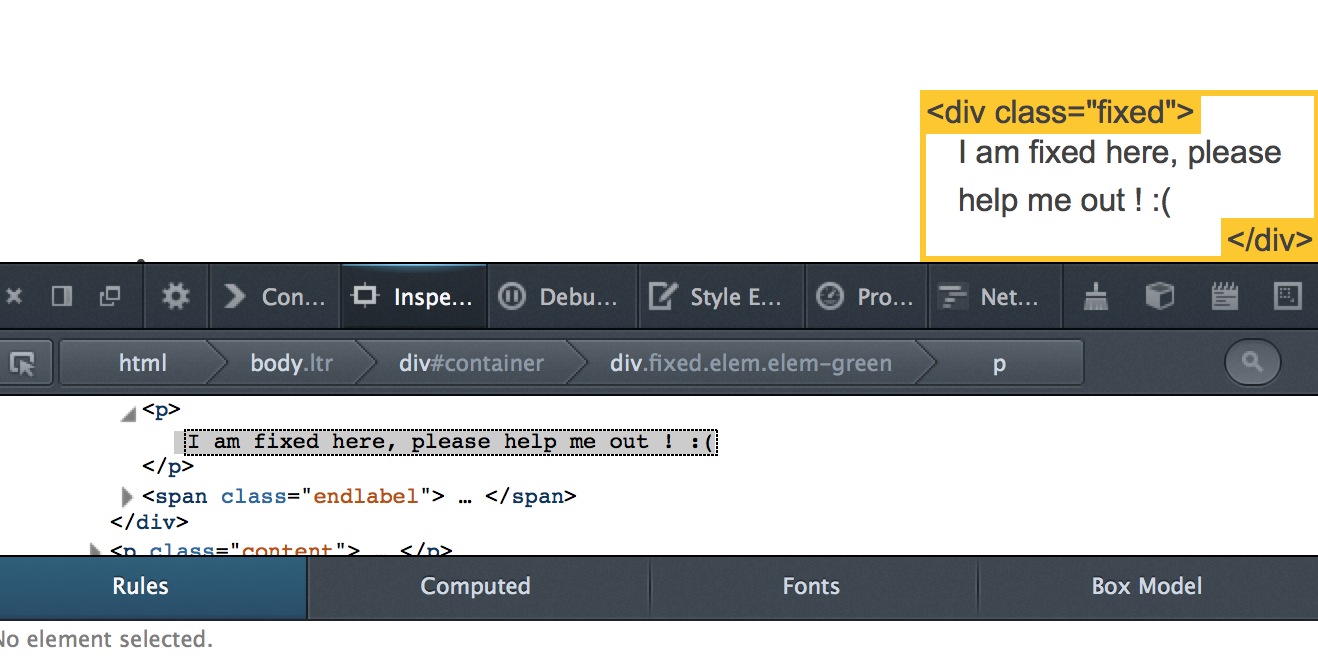 <div class="fixed">
I am fixed here, please
help me out ! :(
</div>
Con... Inspe... Debu... Style E... Pro... Net...
html body.ltr div#container div.fixed.elem.elem-green p
<p>
I am fixed here, please help me out ! :(
</p>
<span class="endlabel"> … </span>
</div>
<p class="content"> … </p>
Rules Computed Fonts Box Model
No element selected.